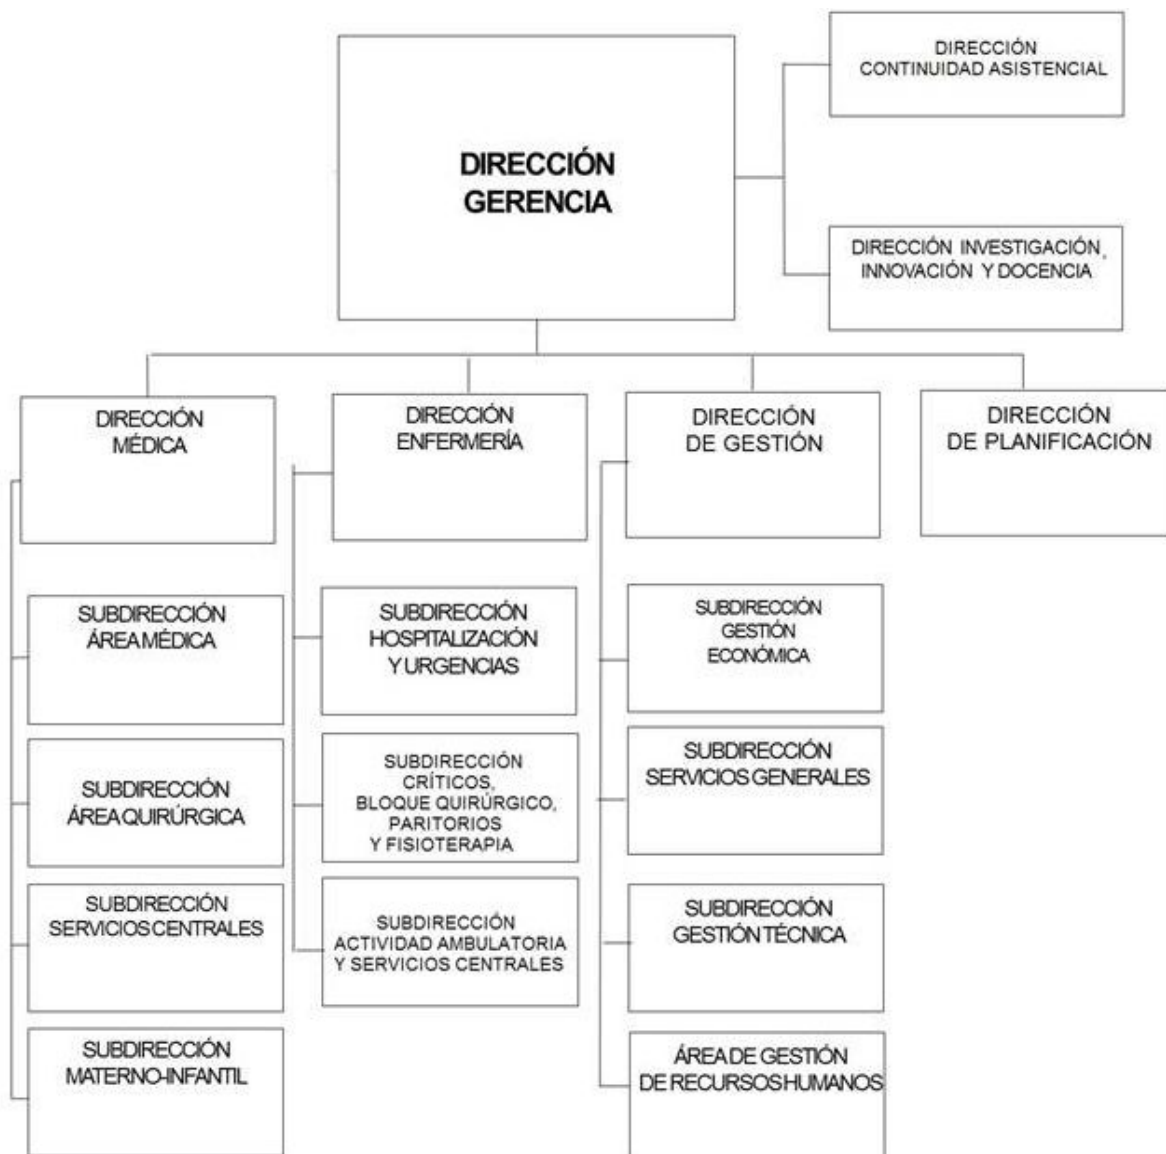 DIRECCIÓN
GERENCIA
DIRECCIÓN
CONTINUIDAD ASISTENCIAL
DIRECCIÓN INVESTIGACIÓN,
INNOVACIÓN Y DOCENCIA
DIRECCIÓN
MÉDICA
SUBDIRECCIÓN
ÁREA MÉDICA
SUBDIRECCIÓN
ÁREA QUIRÚRGICA
SUBDIRECCIÓN
SERVICIOS CENTRALES
SUBDIRECCIÓN
MATERNO-INFANTIL
DIRECCIÓN
ENFERMERÍA
SUBDIRECCIÓN
HOSPITALIZACIÓN
Y URGENCIAS
SUBDIRECCIÓN
CRÍTICOS,
BLOQUE QUIRÚRGICO,
PARITORIOS
Y FISIOTERAPIA
SUBDIRECCIÓN
ACTIVIDAD AMBULATORIA
Y SERVICIOS CENTRALES
DIRECCIÓN
DE GESTIÓN
SUBDIRECCIÓN
GESTIÓN
ECONÓMICA
SUBDIRECCIÓN
SERVICIOS GENERALES
SUBDIRECCIÓN
GESTIÓN TÉCNICA
ÁREA DE GESTIÓN
DE RECURSOS HUMANOS
DIRECCIÓN
DE PLANIFICACIÓN